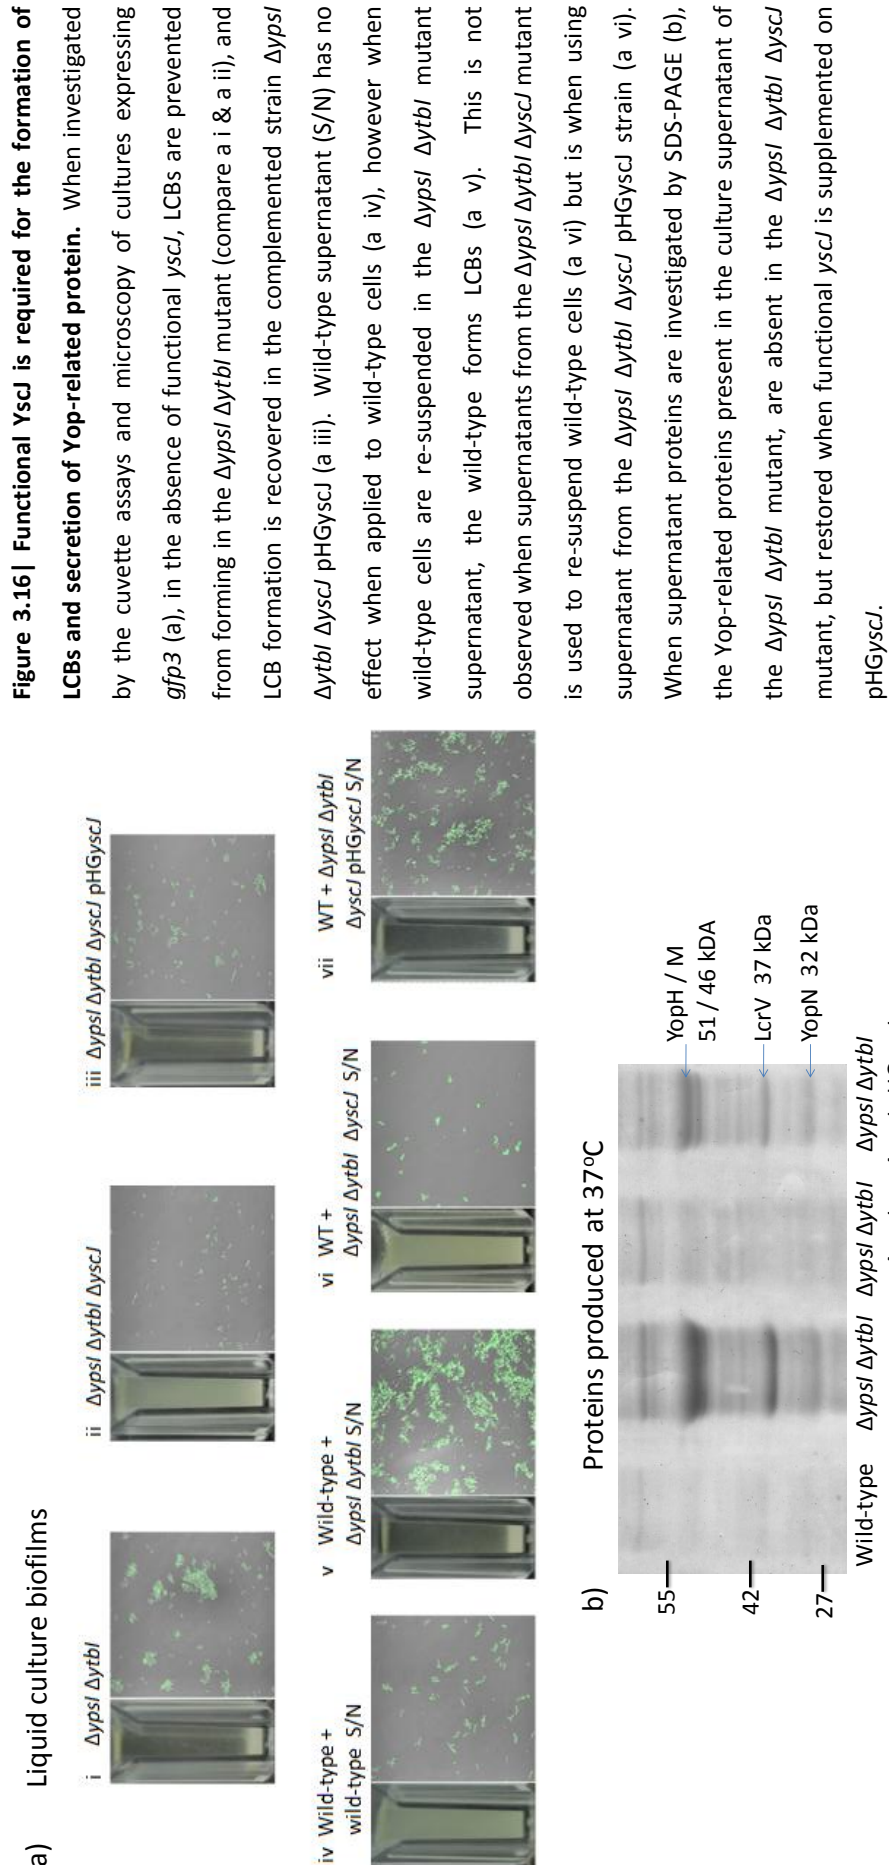 a)
Liquid culture biofilms
i ΔypsI ΔytbI
ii ΔypsI ΔytbI ΔyscJ
iii ΔypsI ΔytbI ΔyscJ pHGyscJ
iv Wild-type +
wild-type S/N
v Wild-type +
ΔypsI ΔytbI S/N
vi WT +
ΔypsI ΔytbI ΔyscJ S/N
vii WT + ΔypsI ΔytbI
ΔyscJ pHGyscJ S/N
b)
Proteins produced at 37ºC
55
42
27
YopH / M
51 / 46 kDA
LcrV 37 kDa
YopN 32 kDa
Wild-type ΔypsI ΔytbI ΔypsI ΔytbI ΔypsI ΔytbI
Figure 3.16| Functional YscJ is required for the formation of
LCBs and secretion of Yop-related protein. When investigated
by the cuvette assays and microscopy of cultures expressing
gfp3 (a), in the absence of functional yscJ, LCBs are prevented
from forming in the ΔypsI ΔytbI mutant (compare a i & a ii), and
LCB formation is recovered in the complemented strain ΔypsI
ΔytbI ΔyscJ pHGyscJ (a iii). Wild-type supernatant (S/N) has no
effect when applied to wild-type cells (a iv), however when
wild-type cells are re-suspended in the ΔypsI ΔytbI mutant
supernatant, the wild-type forms LCBs (a v). This is not
observed when supernatants from the ΔypsI ΔytbI ΔyscJ mutant
is used to re-suspend wild-type cells (a vi) but is when using
supernatant from the ΔypsI ΔytbI ΔyscJ pHGyscJ strain (a vi).
When supernatant proteins are investigated by SDS-PAGE (b),
the Yop-related proteins present in the culture supernatant of
the ΔypsI ΔytbI mutant, are absent in the ΔypsI ΔytbI ΔyscJ
mutant, but restored when functional yscJ is supplemented on
pHGyscJ.